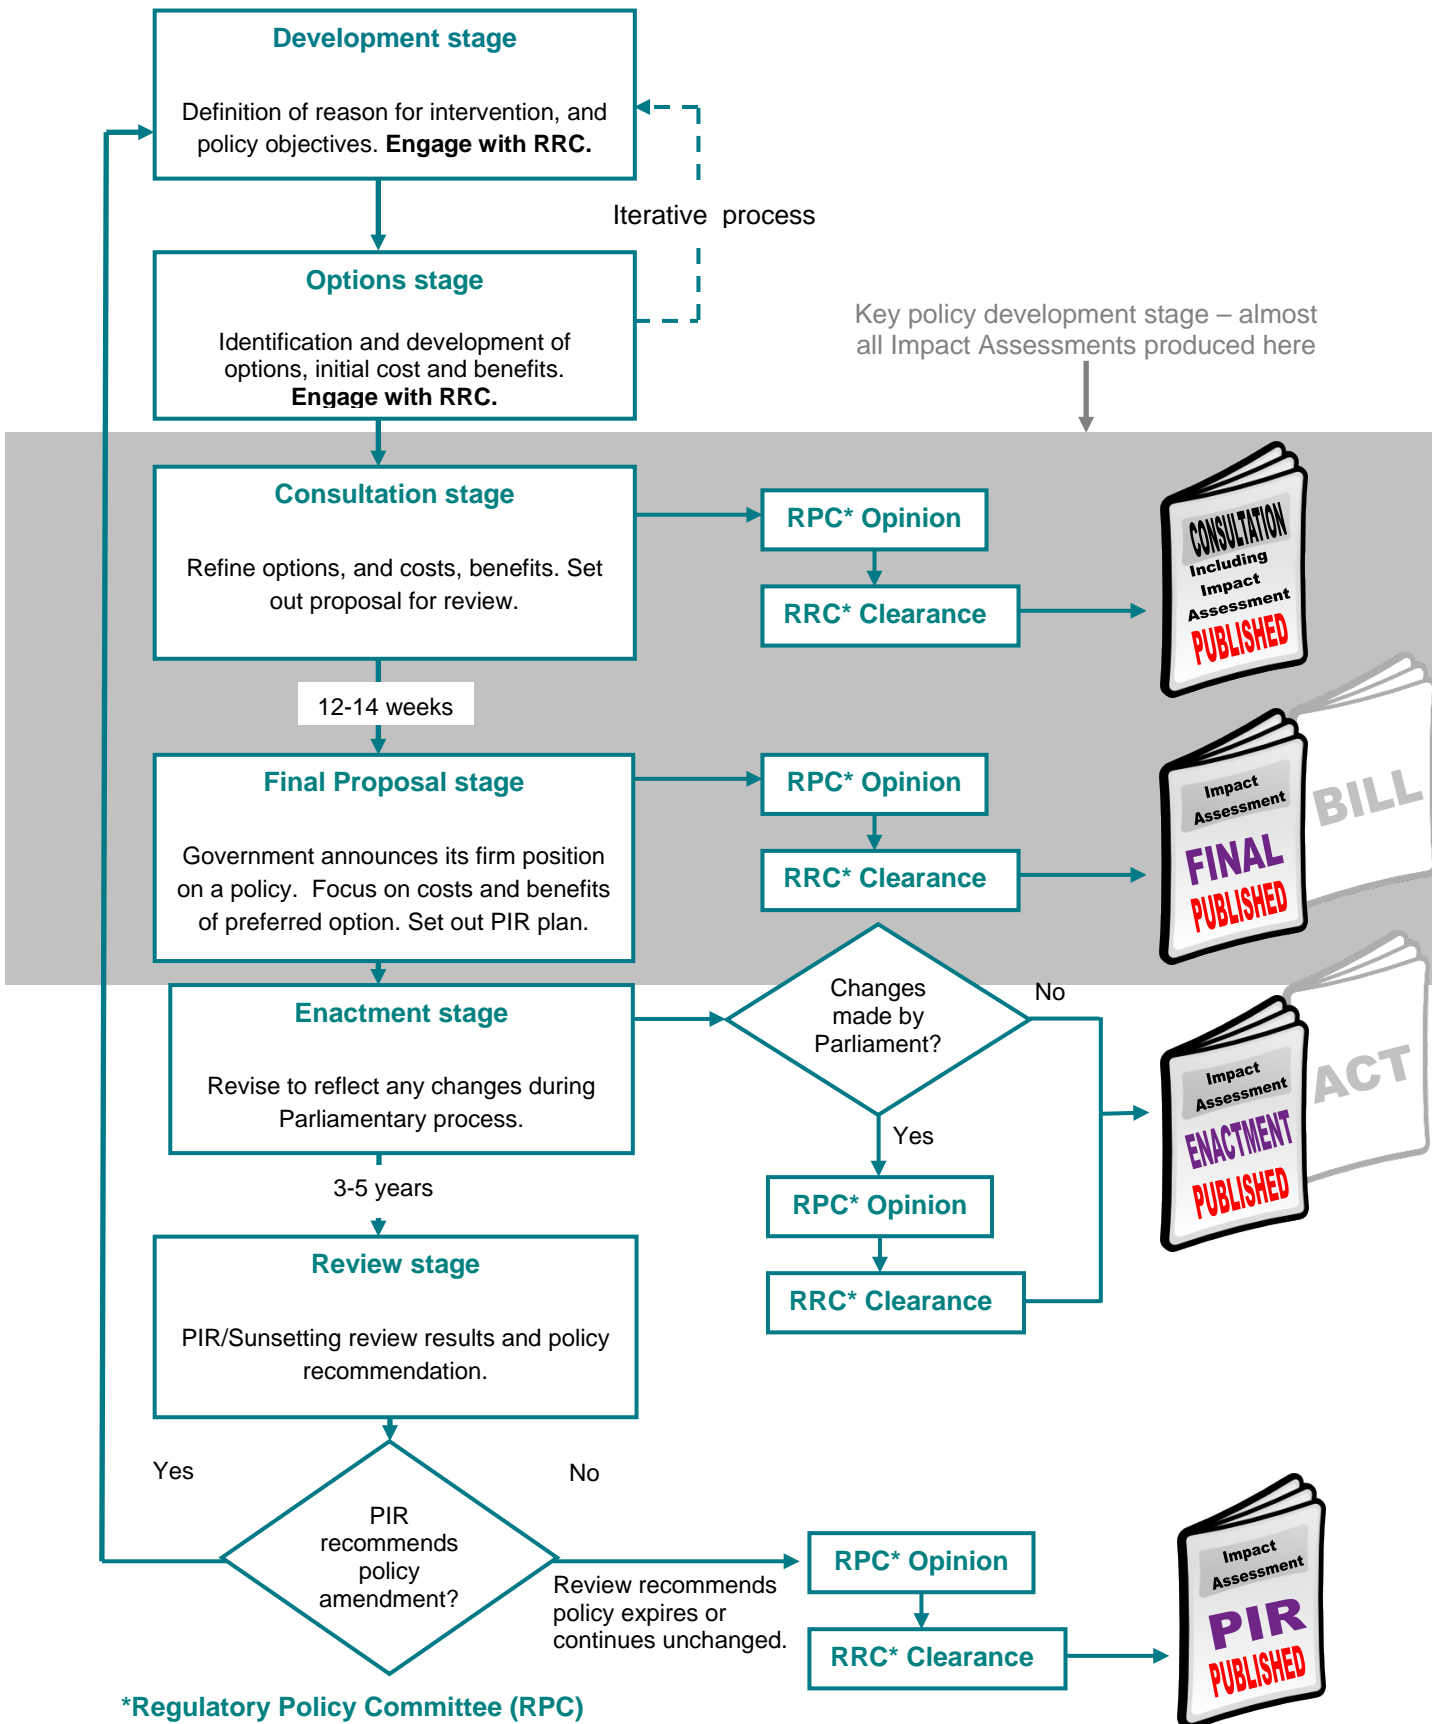 Development stage
Definition of reason for intervention, and
policy objectives. Engage with RRC.
Iterative process
Options stage
Identification and development of
options, initial cost and benefits.
Engage with RRC.
Key policy development stage – almost
all Impact Assessments produced here
Consultation stage
Refine options, and costs, benefits. Set
out proposal for review.
RPC* Opinion
RRC* Clearance
CONSULTATION
Including
Impact
Assessment
PUBLISHED
12-14 weeks
Final Proposal stage
Government announces its firm position
on a policy. Focus on costs and benefits
of preferred option. Set out PIR plan.
RPC* Opinion
RRC* Clearance
Impact
Assessment
FINAL
PUBLISHED
BILL
Enactment stage
Revise to reflect any changes during
Parliamentary process.
Changes
made by
Parliament?
No
Yes
RPC* Opinion
RRC* Clearance
Impact
Assessment
ENACTMENT
PUBLISHED
ACT
3-5 years
Review stage
PIR/Sunsetting review results and policy
recommendation.
Yes
No
PIR
recommends
policy
amendment?
Review recommends
policy expires or
continues unchanged.
RPC* Opinion
RRC* Clearance
Impact
Assessment
PIR
PUBLISHED
*Regulatory Policy Committee (RPC)